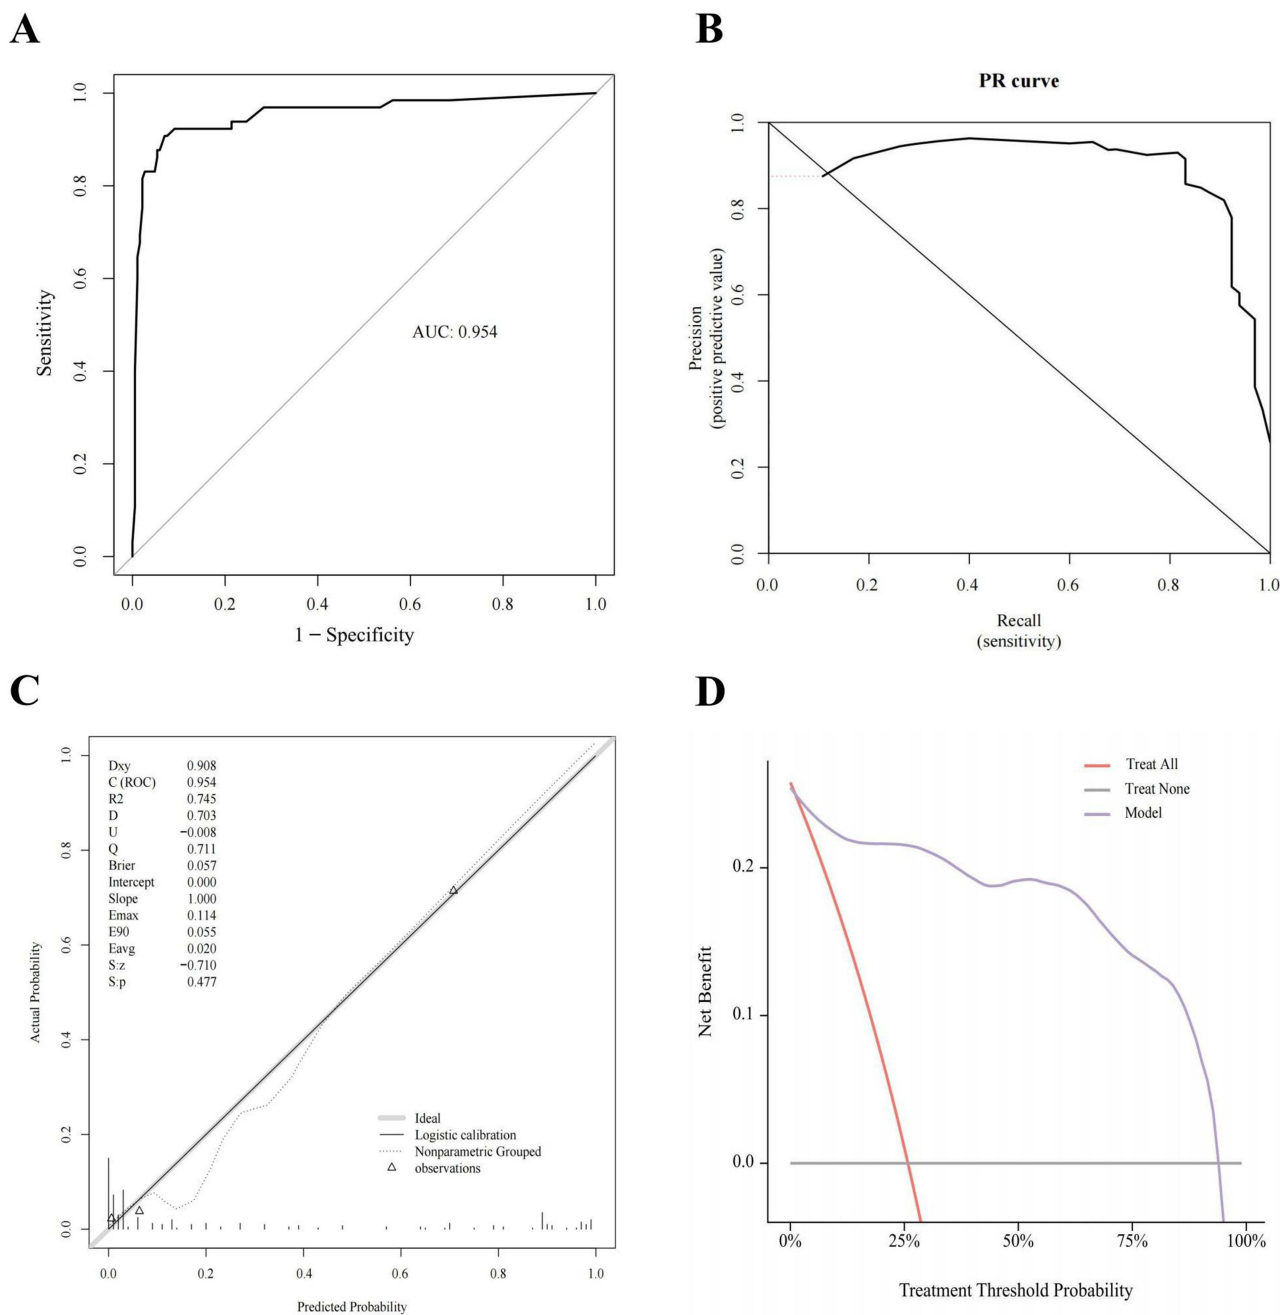 A
1.0
0.8
0.6
0.4
0.2
0.0
Sensitivity
AUC: 0.954
0.0 0.2 0.4 0.6 0.8 1.0
1 − Specificity
B
PR curve
1.0
0.8
0.6
0.4
0.2
0.0
Precision
(positive predictive value)
0.0 0.2 0.4 0.6 0.8 1.0
Recall
(sensitivity)
C
1.0
0.8
0.6
0.4
0.2
0.0
Actual Probability
Dxy 0.908
C (ROC) 0.954
R2 0.745
D 0.703
U −0.008
Q 0.711
Brier 0.057
Intercept 0.000
Slope 1.000
Emax 0.114
E90 0.055
Eavg 0.020
S:z −0.710
S:p 0.477
Ideal
Logistic calibration
Nonparametric Grouped
observations
0.0 0.2 0.4 0.6 0.8 1.0
Predicted Probability
D
Treat All
Treat None
Model
0.2
0.1
0.0
Net Benefit
0% 25% 50% 75% 100%
Treatment Threshold Probability